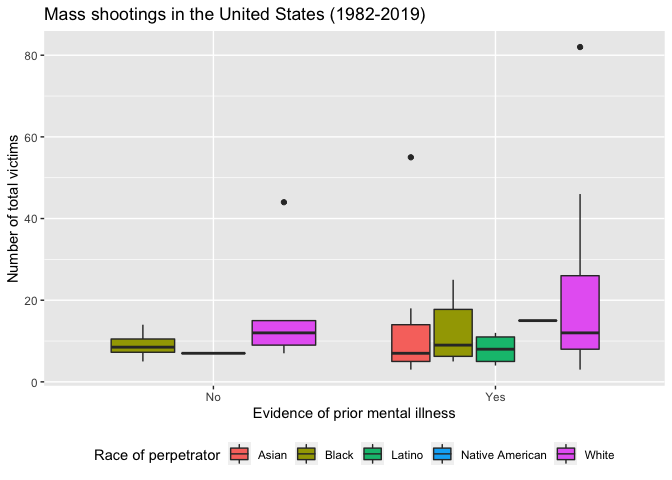 Mass shootings in the United States (1982-2019)
80
60
40
20
0
Number of total victims
No
Yes
Evidence of prior mental illness
Race of perpetrator Asian Black Latino Native American White